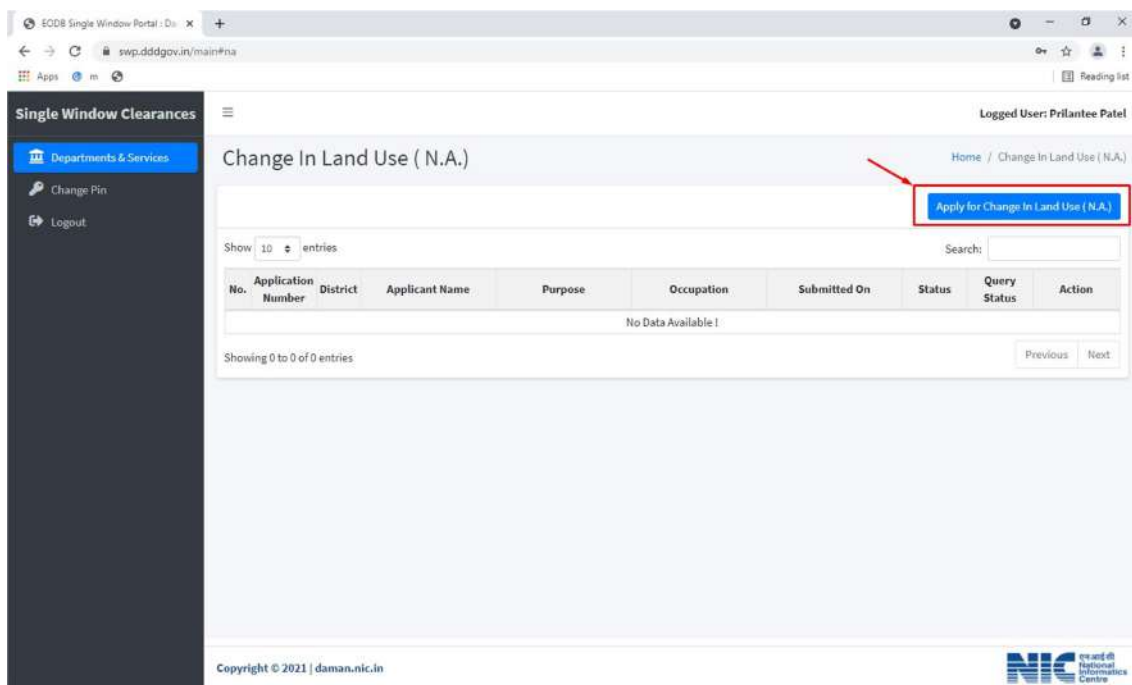 EODB Single Window Portal : Da
swp.dddgov.in/main#na
Apps m
Reading list
Single Window Clearances
Logged User: Prilantee Patel
Departments & Services
Change Pin
Logout
Change In Land Use ( N.A.)
Home / Change In Land Use ( N.A.)
Apply for Change In Land Use ( N.A.)
Show 10 entries
Search:
No. Application Number District Applicant Name Purpose Occupation Submitted On Status Query Status Action
No Data Available !
Showing 0 to 0 of 0 entries
Previous Next
Copyright © 2021 | daman.nic.in
NIC
एन आई सी
National
Informatics
Centre